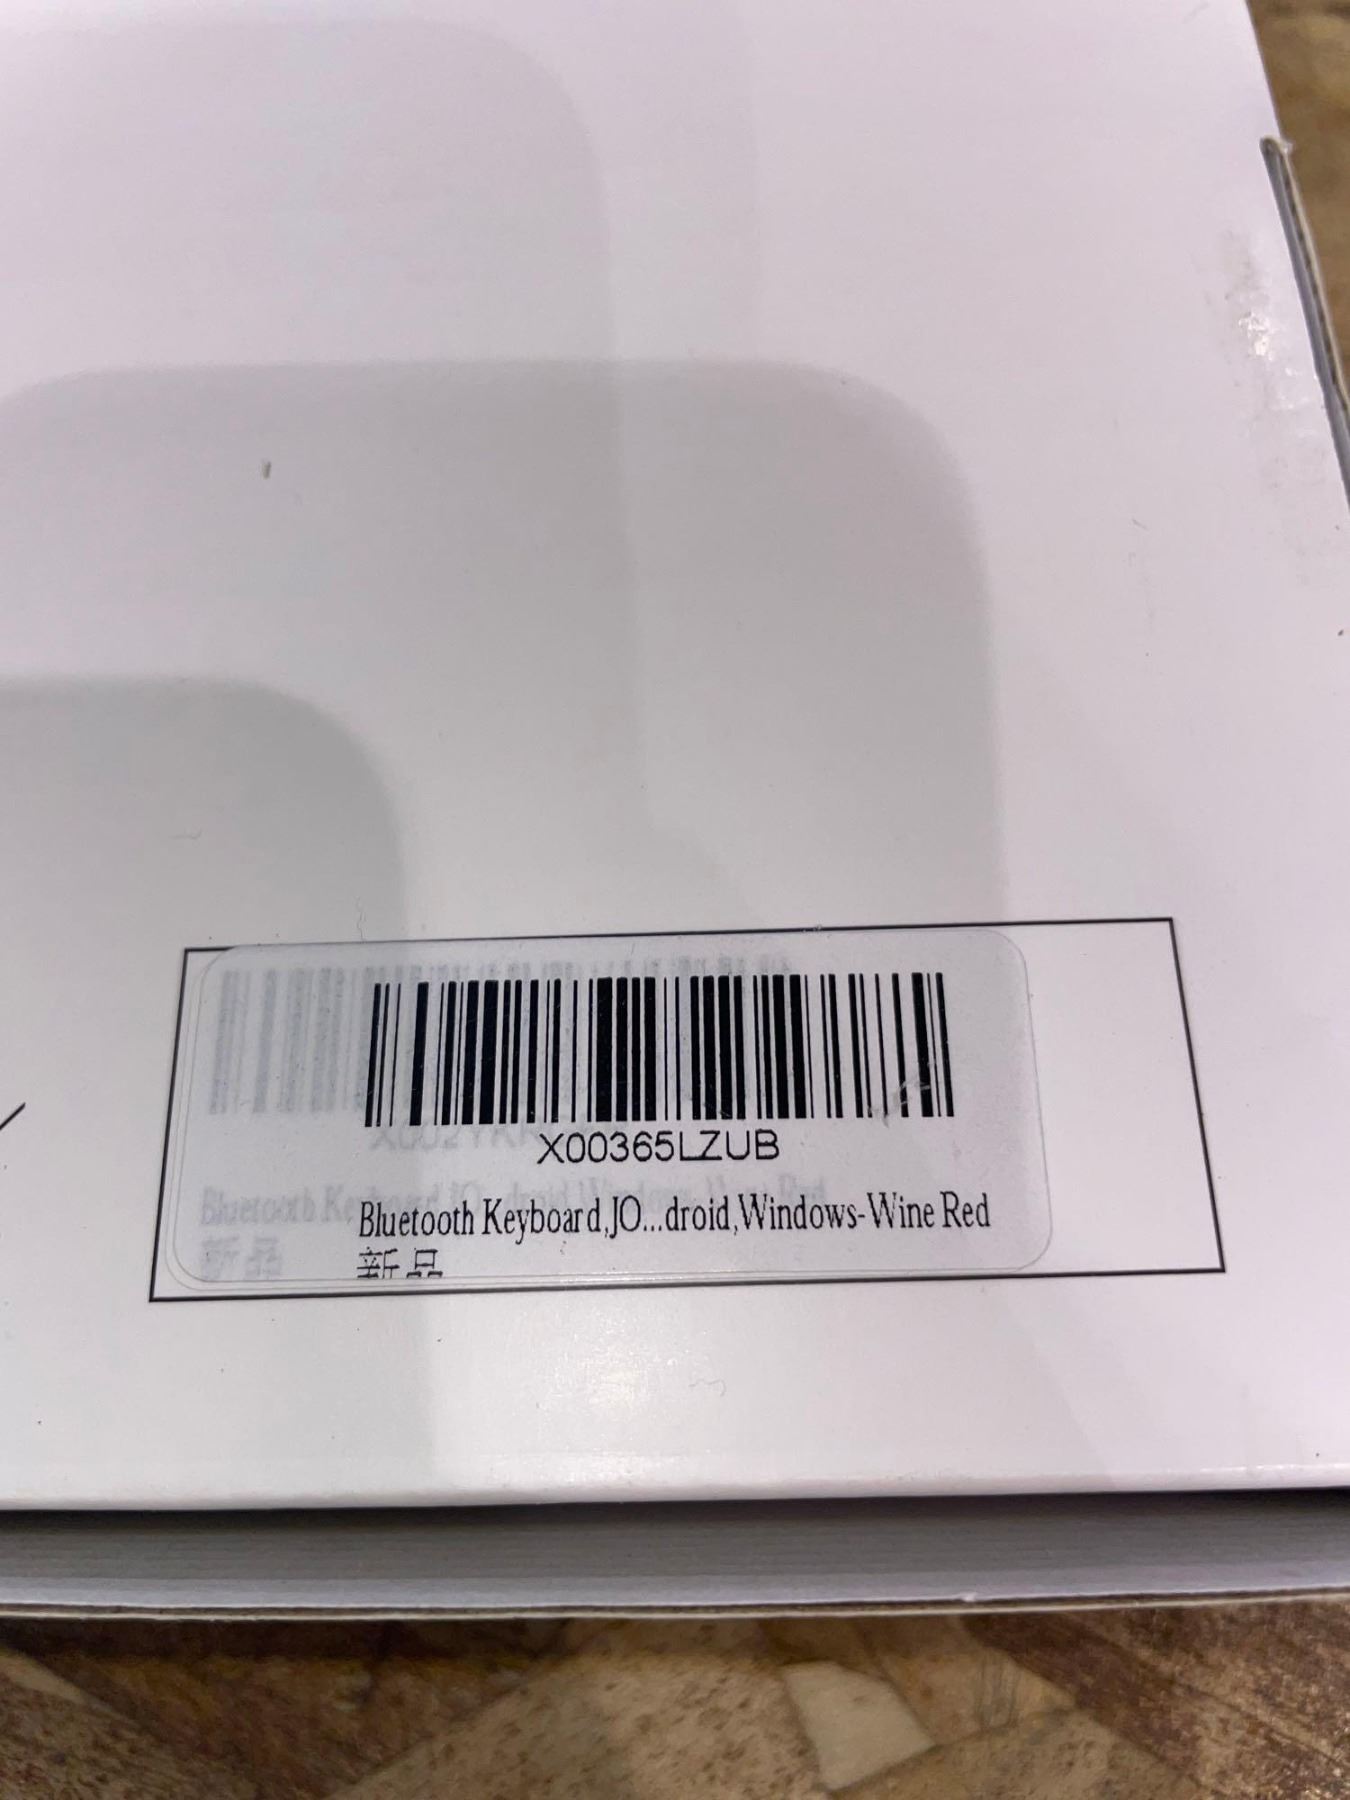 X00365LZUB
Bluetooth Keyboard,JO...droid,Windows-Wine Red
新品